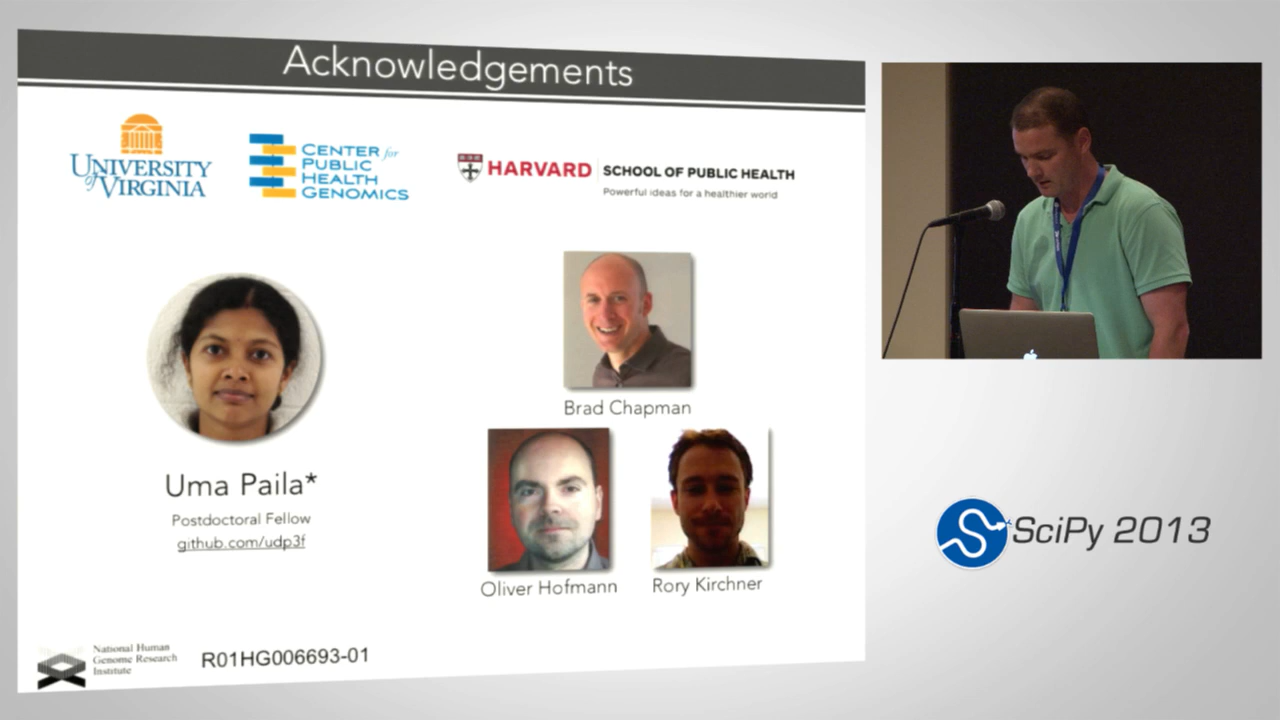 Acknowledgements
UNIVERSITY
of VIRGINIA
CENTER for
PUBLIC
HEALTH
GENOMICS
HARVARD
SCHOOL OF PUBLIC HEALTH
Powerful ideas for a healthier world
Brad Chapman
Uma Paila*
Postdoctoral Fellow
github.com/udp3f
Oliver Hofmann
Rory Kirchner
National Human
Genome Research
Institute
R01HG006693-01
SciPy 2013